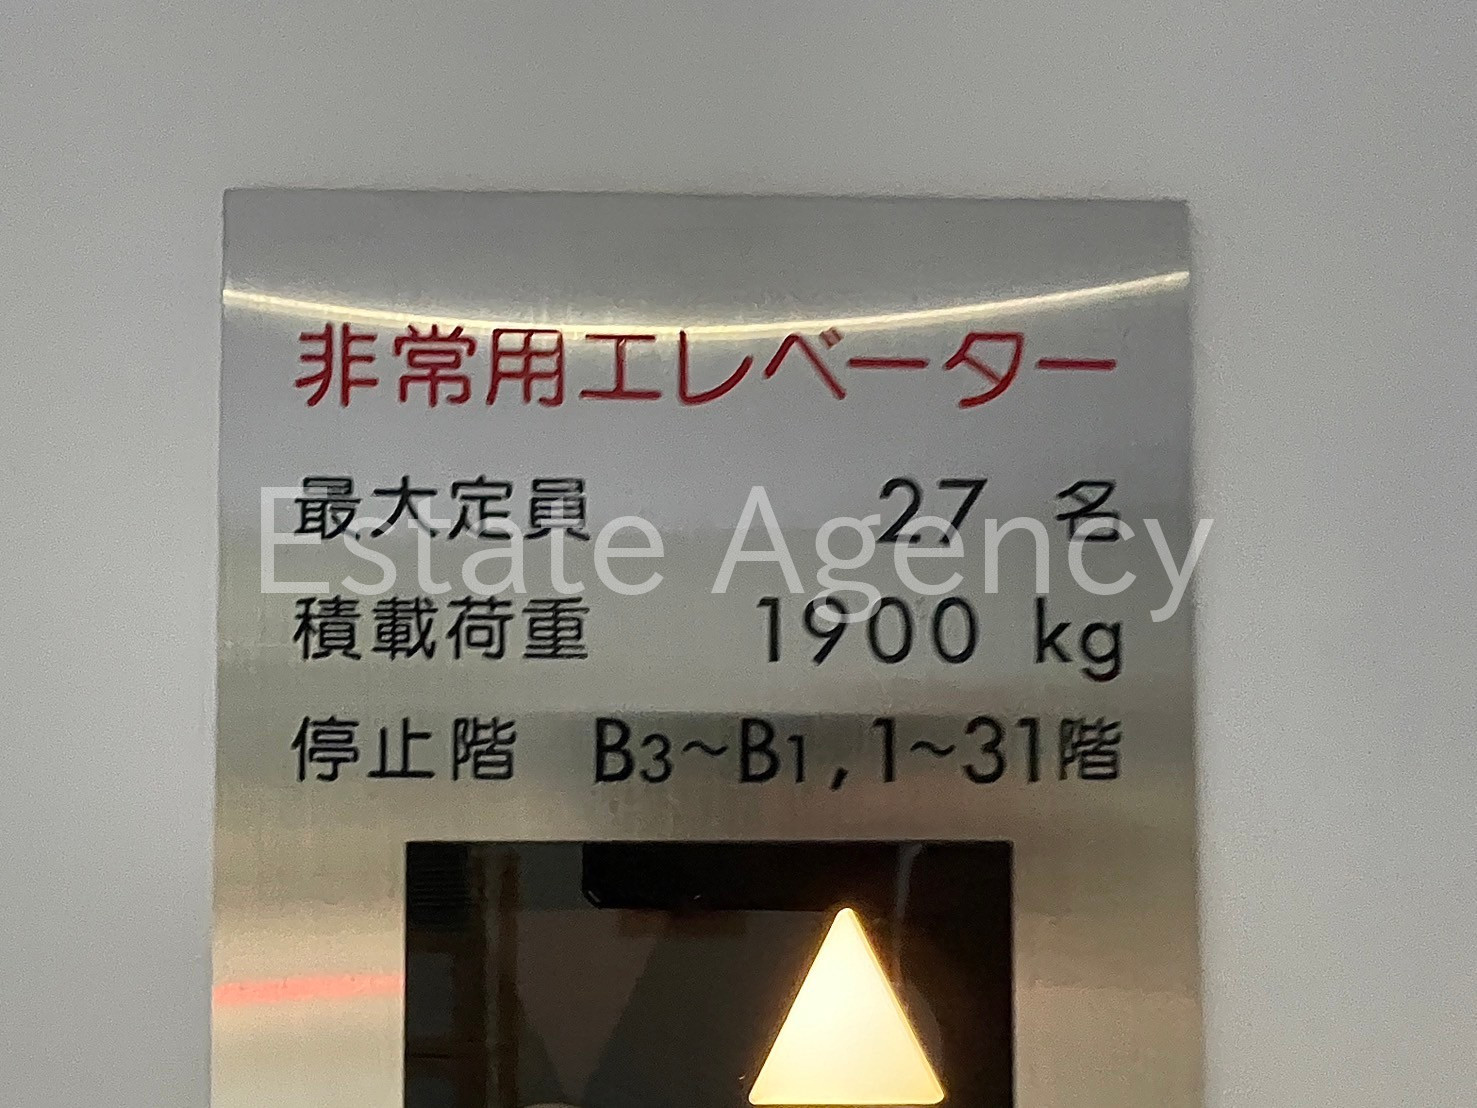 非常用エレベーター
最大定員 27 名
Estate Agency
積載荷重 1900 kg
停止階 B3~B1,1~31階